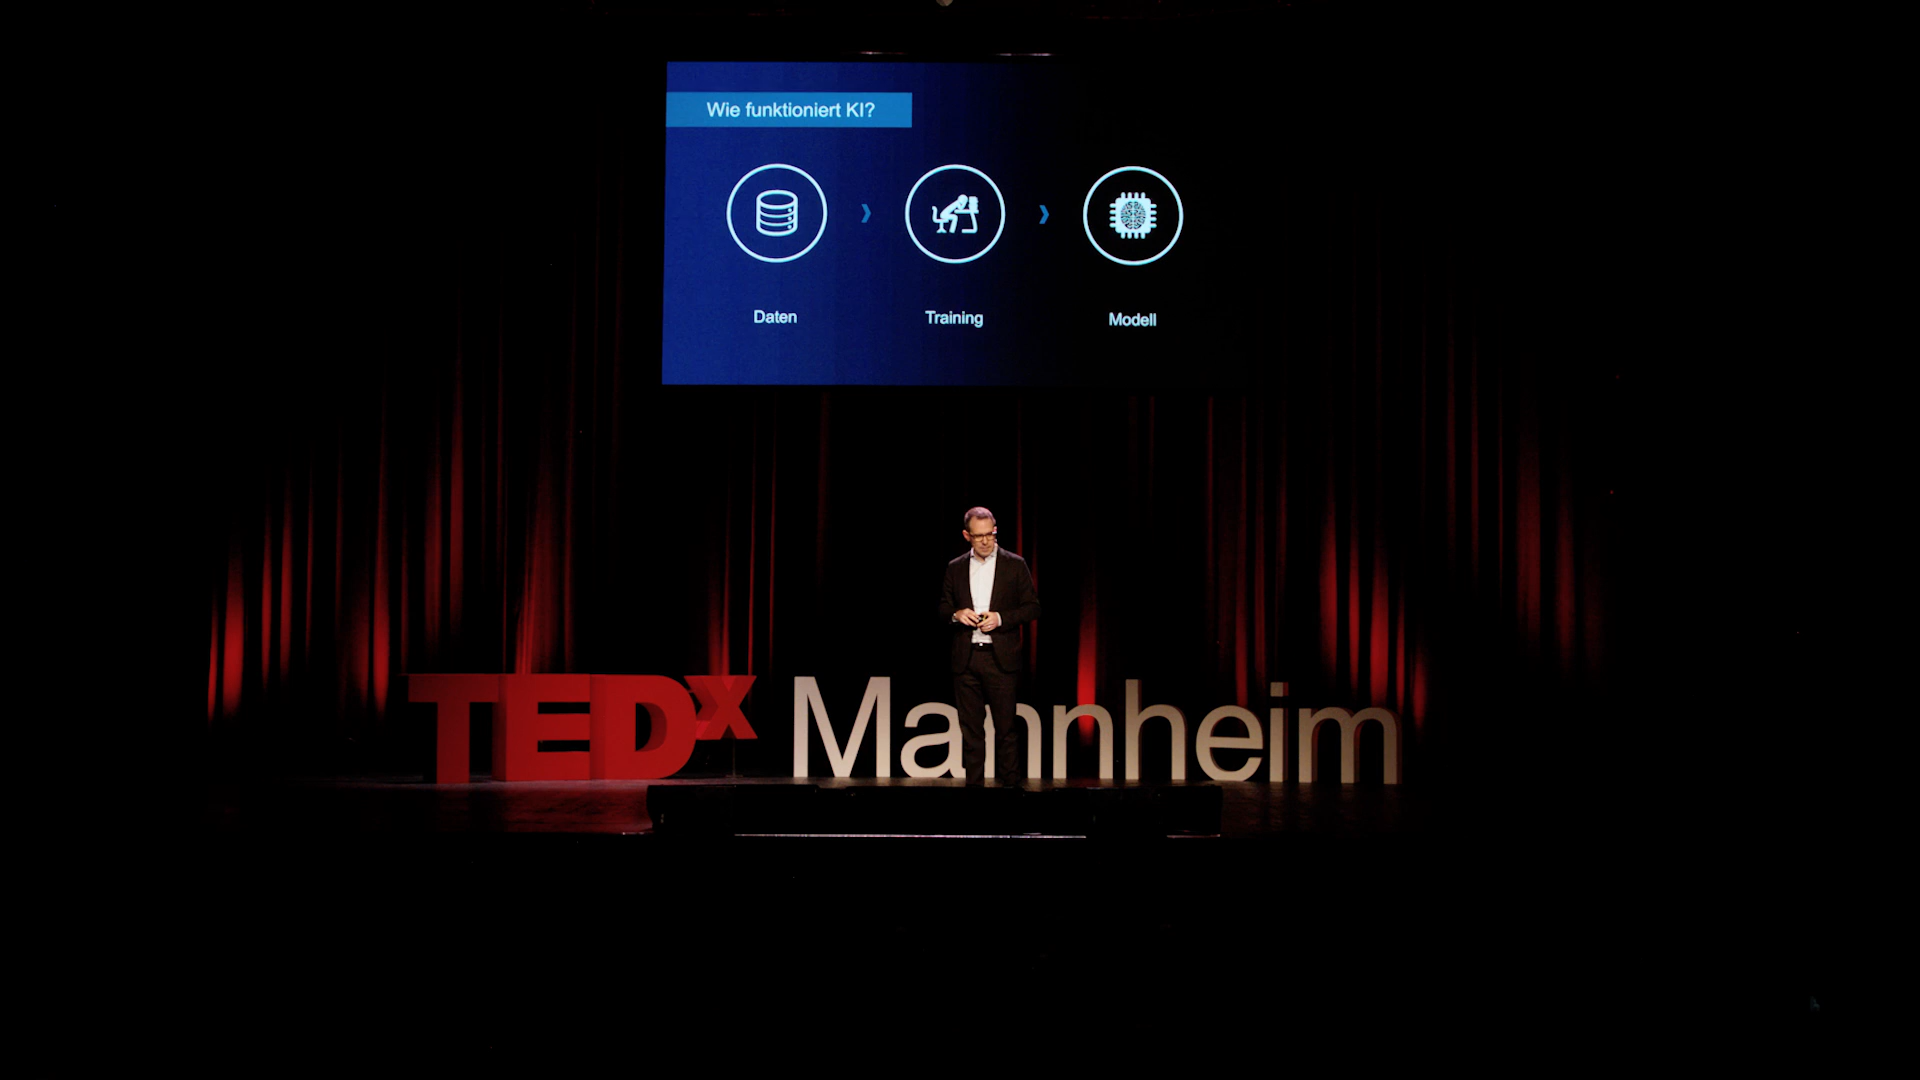 Wie funktioniert KI?
Daten
Training
Modell
TEDx Mannheim